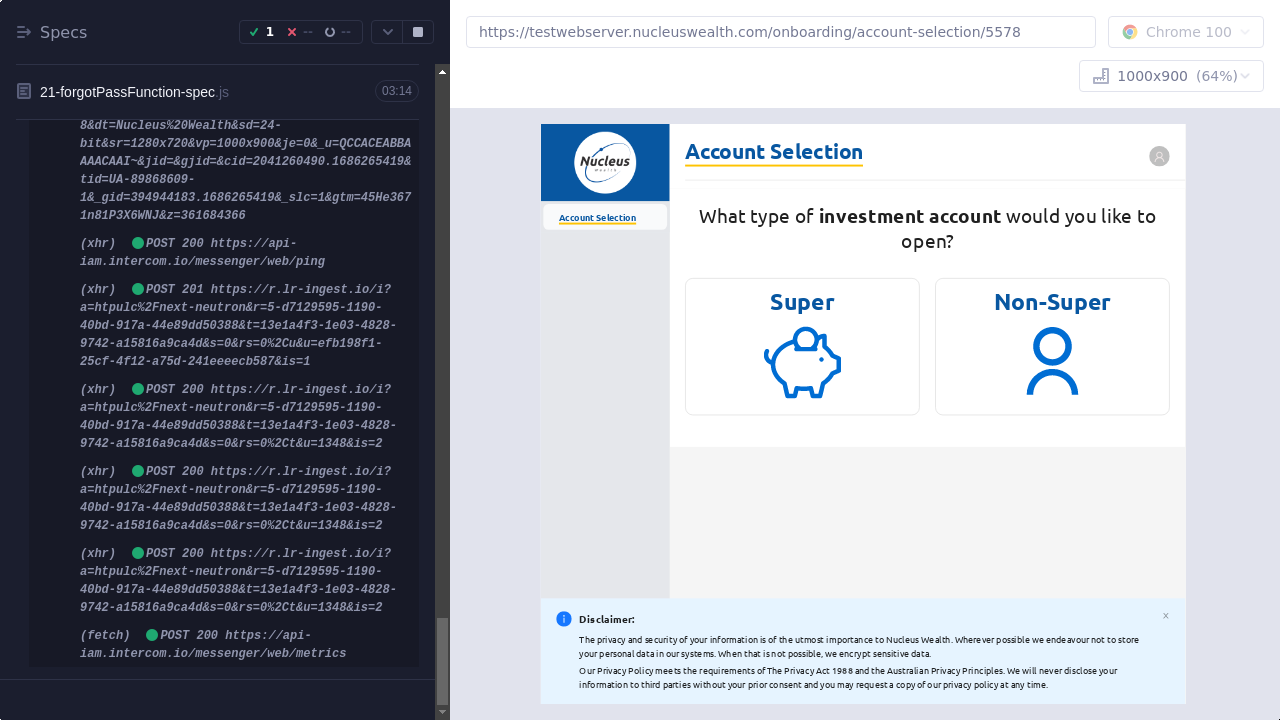 Specs
1
--
--
21-forgotPassFunction-spec.js
03:14
8&dt=Nucleus%20Wealth&sd=24-
bit&sr=1280x720&vp=1000x900&je=0&_u=QCCACEABBA
AAAACAAI~&jid=&gjid=&cid=2041260490.1686265419&
tid=UA-89804609-
1&_gid=394944183.1686265419&_slc=1&gtm=45He367
1n81P3X6WNJ&z=361684366
(xhr) POST 200 https://api-
iam.intercom.io/messenger/web/ping
(xhr) POST 201 https://r.lr-ingest.io/i?
a=htpulc%2Fnext-neutron&r=5-d7129595-1190-
40bd-917a-44e89dd50388&t=13e1a4f3-1e03-4828-
9742-a15816a9ca4d&s=0&rs=0%2Cu&u=efb198f1-
25cf-4f12-a75d-241eeeecb587&is=1
(xhr) POST 200 https://r.lr-ingest.io/i?
a=htpulc%2Fnext-neutron&r=5-d7129595-1190-
40bd-917a-44e89dd50388&t=13e1a4f3-1e03-4828-
9742-a15816a9ca4d&s=0&rs=0%2Ct&u=1348&is=2
(xhr) POST 200 https://r.lr-ingest.io/i?
a=htpulc%2Fnext-neutron&r=5-d7129595-1190-
40bd-917a-44e89dd50388&t=13e1a4f3-1e03-4828-
9742-a15816a9ca4d&s=0&rs=0%2Ct&u=1348&is=2
(xhr) POST 200 https://r.lr-ingest.io/i?
a=htpulc%2Fnext-neutron&r=5-d7129595-1190-
40bd-917a-44e89dd50388&t=13e1a4f3-1e03-4828-
9742-a15816a9ca4d&s=0&rs=0%2Ct&u=1348&is=2
(fetch) POST 200 https://api-
iam.intercom.io/messenger/web/metrics
https://testwebserver.nucleuswealth.com/onboarding/account-selection/5578
Chrome 100
1000x900 (64%)
Nucleus
Wealth
Account Selection
Account Selection
What type of investment account would you like to
open?
Super
Non-Super
Disclaimer:
The privacy and security of your information is of the utmost importance to Nucleus Wealth. Wherever possible we endeavour not to store
your personal data in our systems. When that is not possible, we encrypt sensitive data.
Our Privacy Policy meets the requirements of The Privacy Act 1988 and the Australian Privacy Principles. We will never disclose your
information to third parties without your prior consent and you may request a copy of our privacy policy at any time.